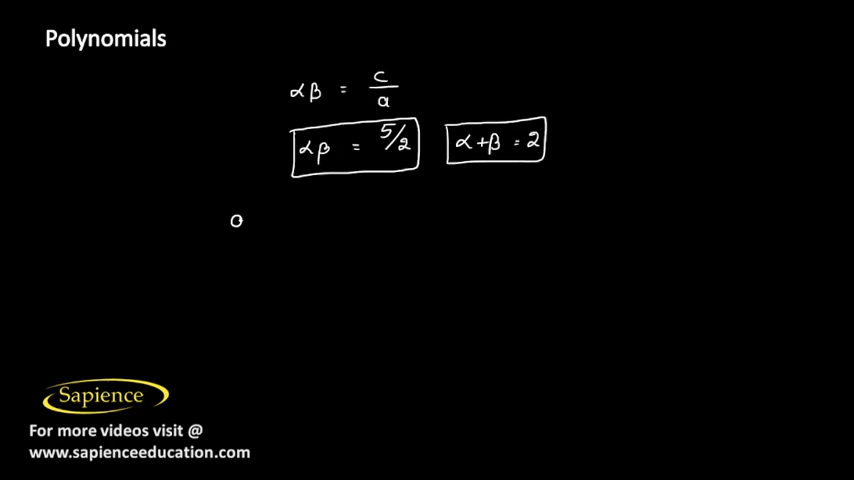 Polynomials
αβ = c/a
αβ = 5/2 α+β = 2
Sapience
For more videos visit @
www.sapienceeducation.com